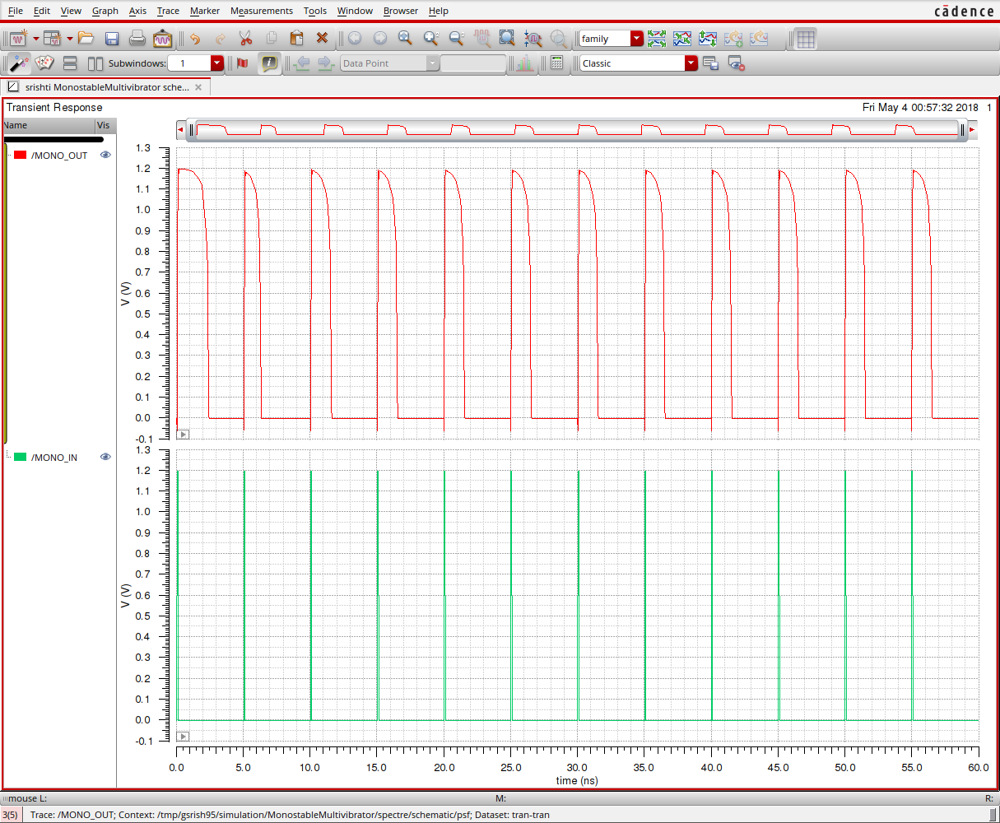 File Edit View Graph Axis Trace Marker Measurements Tools Window Browser Help
cādence
family
Subwindows: 1
Data Point
Classic
srishti MonostableMultivibrator sche...
Transient Response
Fri May 4 00:57:32 2018 1
Name Vis
/MONO_OUT
1.3
1.2
1.1
1.0
0.9
0.8
0.7
0.6
0.5
0.4
0.3
0.2
0.1
0.0
-0.1
V (V)
/MONO_IN
1.3
1.2
1.1
1.0
0.9
0.8
0.7
0.6
0.5
0.4
0.3
0.2
0.1
0.0
-0.1
V (V)
0.0 5.0 10.0 15.0 20.0 25.0 30.0 35.0 40.0 45.0 50.0 55.0 60.0
time (ns)
mouse L: M: R:
3(5) Trace: /MONO_OUT; Context: /tmp/gsrish95/simulation/MonostableMultivibrator/spectre/schematic/psf; Dataset: tran-tran